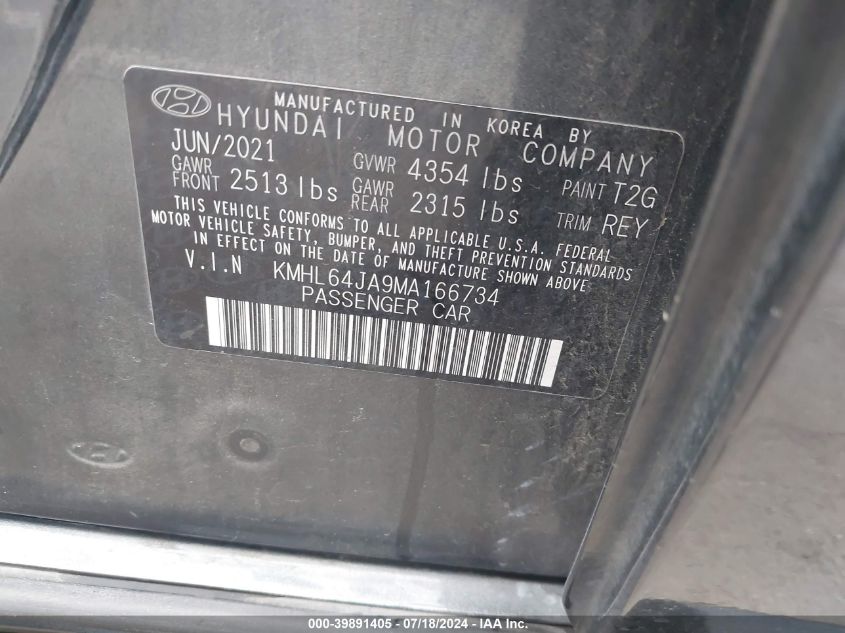 MANUFACTURED IN KOREA BY
HYUNDAI MOTOR COMPANY
JUN/2021 GVWR 4354 lbs PAINT T2G
GAWR FRONT 2513 lbs GAWR REAR 2315 lbs TRIM REY
THIS VEHICLE CONFORMS TO ALL APPLICABLE U.S.A. FEDERAL
MOTOR VEHICLE SAFETY, BUMPER, AND THEFT PREVENTION STANDARDS
IN EFFECT ON THE DATE OF MANUFACTURE SHOWN ABOVE
V.I.N KMHL64JA9MA166734
PASSENGER CAR
000-39891405 - 07/18/2024 - IAA Inc.